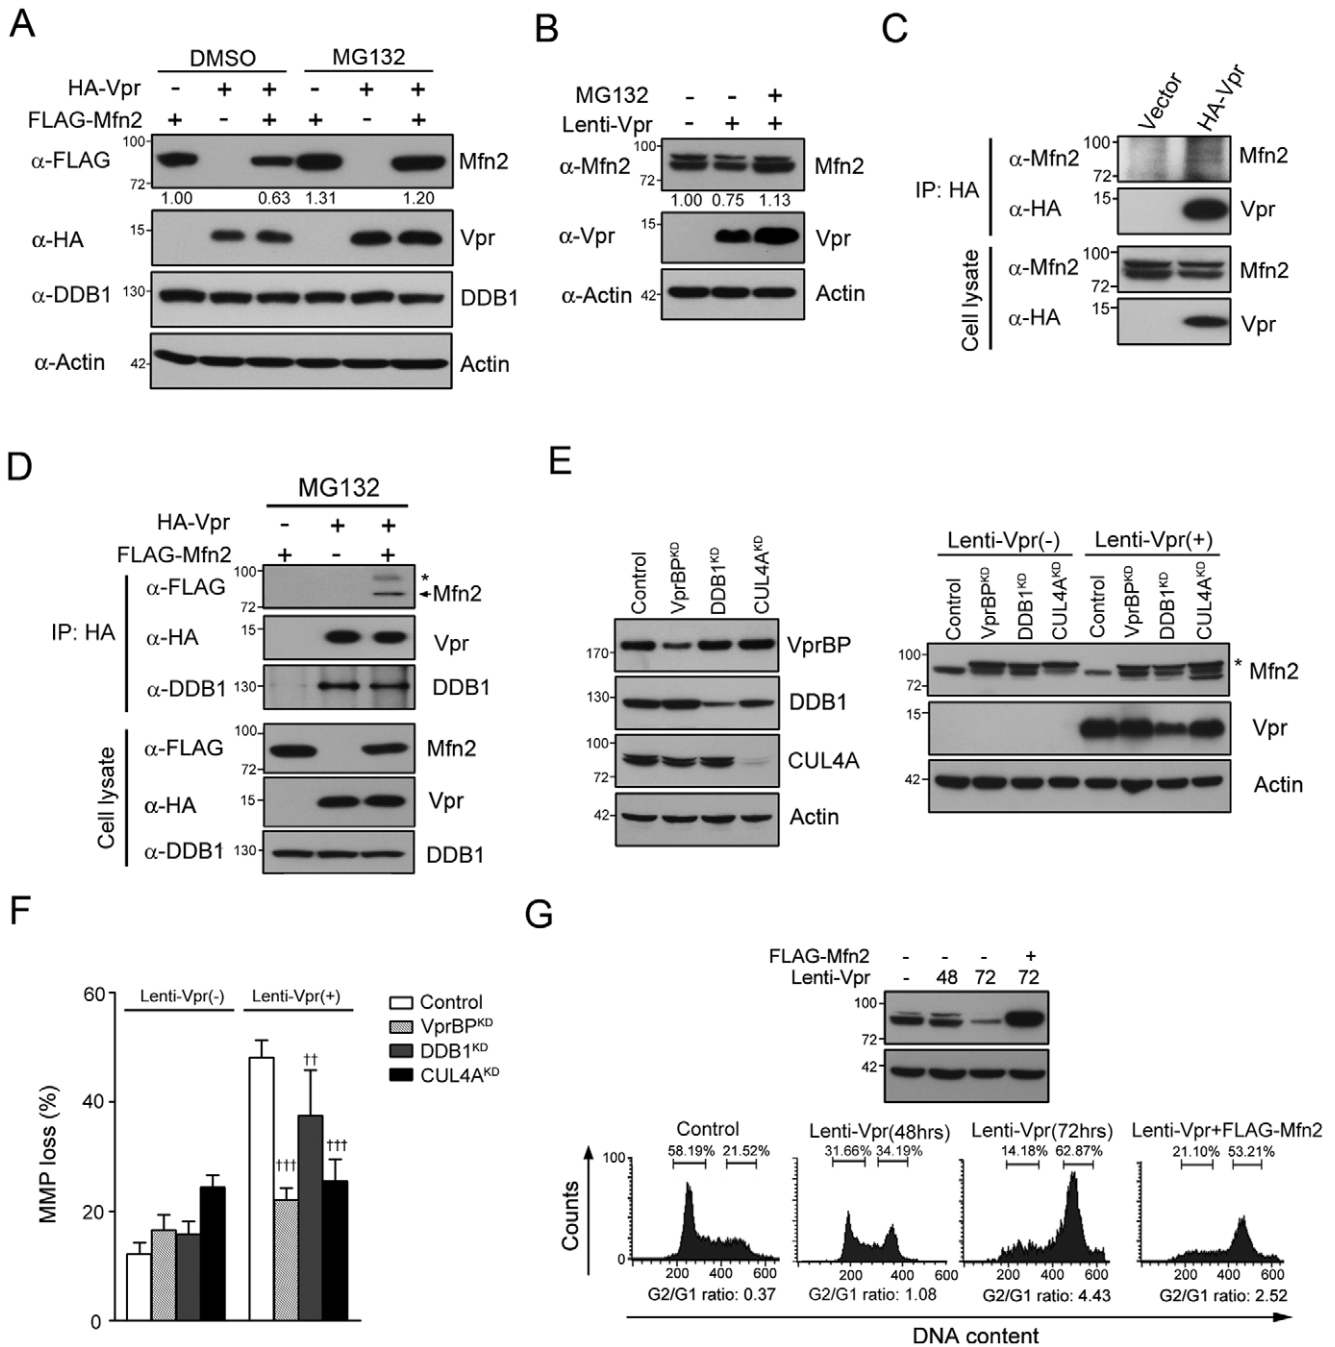 A
DMSO MG132
HA-Vpr - + + - + +
FLAG-Mfn2 + - + + - +
α-FLAG 100 72 Mfn2
1.00 0.63 1.31 1.20
α-HA 15 Vpr
α-DDB1 130 DDB1
α-Actin 42 Actin
B
MG132 - - +
Lenti-Vpr - + +
α-Mfn2 100 72 Mfn2
1.00 0.75 1.13
α-Vpr 15 Vpr
α-Actin 42 Actin
C
Vector HA-Vpr
IP: HA
α-Mfn2 100 72 Mfn2
α-HA 15 Vpr
Cell lysate
α-Mfn2 100 72 Mfn2
α-HA 15 Vpr
D
MG132
HA-Vpr - + +
FLAG-Mfn2 + - +
IP: HA
α-FLAG 100 72 * Mfn2
α-HA 15 Vpr
α-DDB1 130 DDB1
Cell lysate
α-FLAG 100 72 Mfn2
α-HA 15 Vpr
α-DDB1 130 DDB1
E
Control VprBPKD DDB1KD CUL4AKD
170 VprBP
130 DDB1
100 72 CUL4A
42 Actin
Lenti-Vpr(-) Lenti-Vpr(+)
Control VprBPKD DDB1KD CUL4AKD Control VprBPKD DDB1KD CUL4AKD
100 72 * Mfn2
15 Vpr
42 Actin
F
MMP loss (%)
60
40
20
0
Lenti-Vpr(-) Lenti-Vpr(+)
††† †† †††
Control
VprBPKD
DDB1KD
CUL4AKD
G
FLAG-Mfn2 - - - +
Lenti-Vpr - 48 72 72
100
72
42
Control Lenti-Vpr(48hrs) Lenti-Vpr(72hrs) Lenti-Vpr+FLAG-Mfn2
58.19% 21.52% 31.66% 34.19% 14.18% 62.87% 21.10% 53.21%
Counts
100
0
200 400 600 200 400 600 200 400 600 200 400 600
G2/G1 ratio: 0.37 G2/G1 ratio: 1.08 G2/G1 ratio: 4.43 G2/G1 ratio: 2.52
DNA content